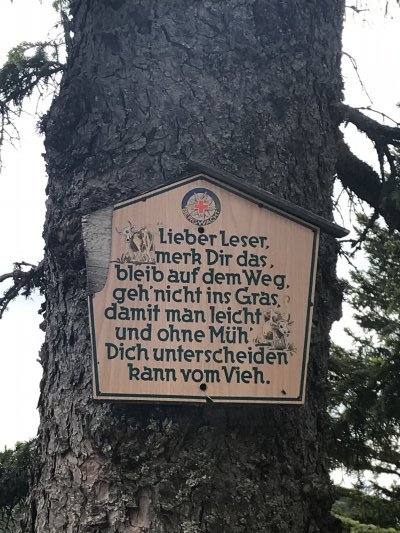 BERGWACHT
Lieber Leser,
merk Dir das,
bleib auf dem Weg,
geh' nicht ins Gras,
damit man leicht
und ohne Müh'
Dich unterscheiden
kann vom Vieh.